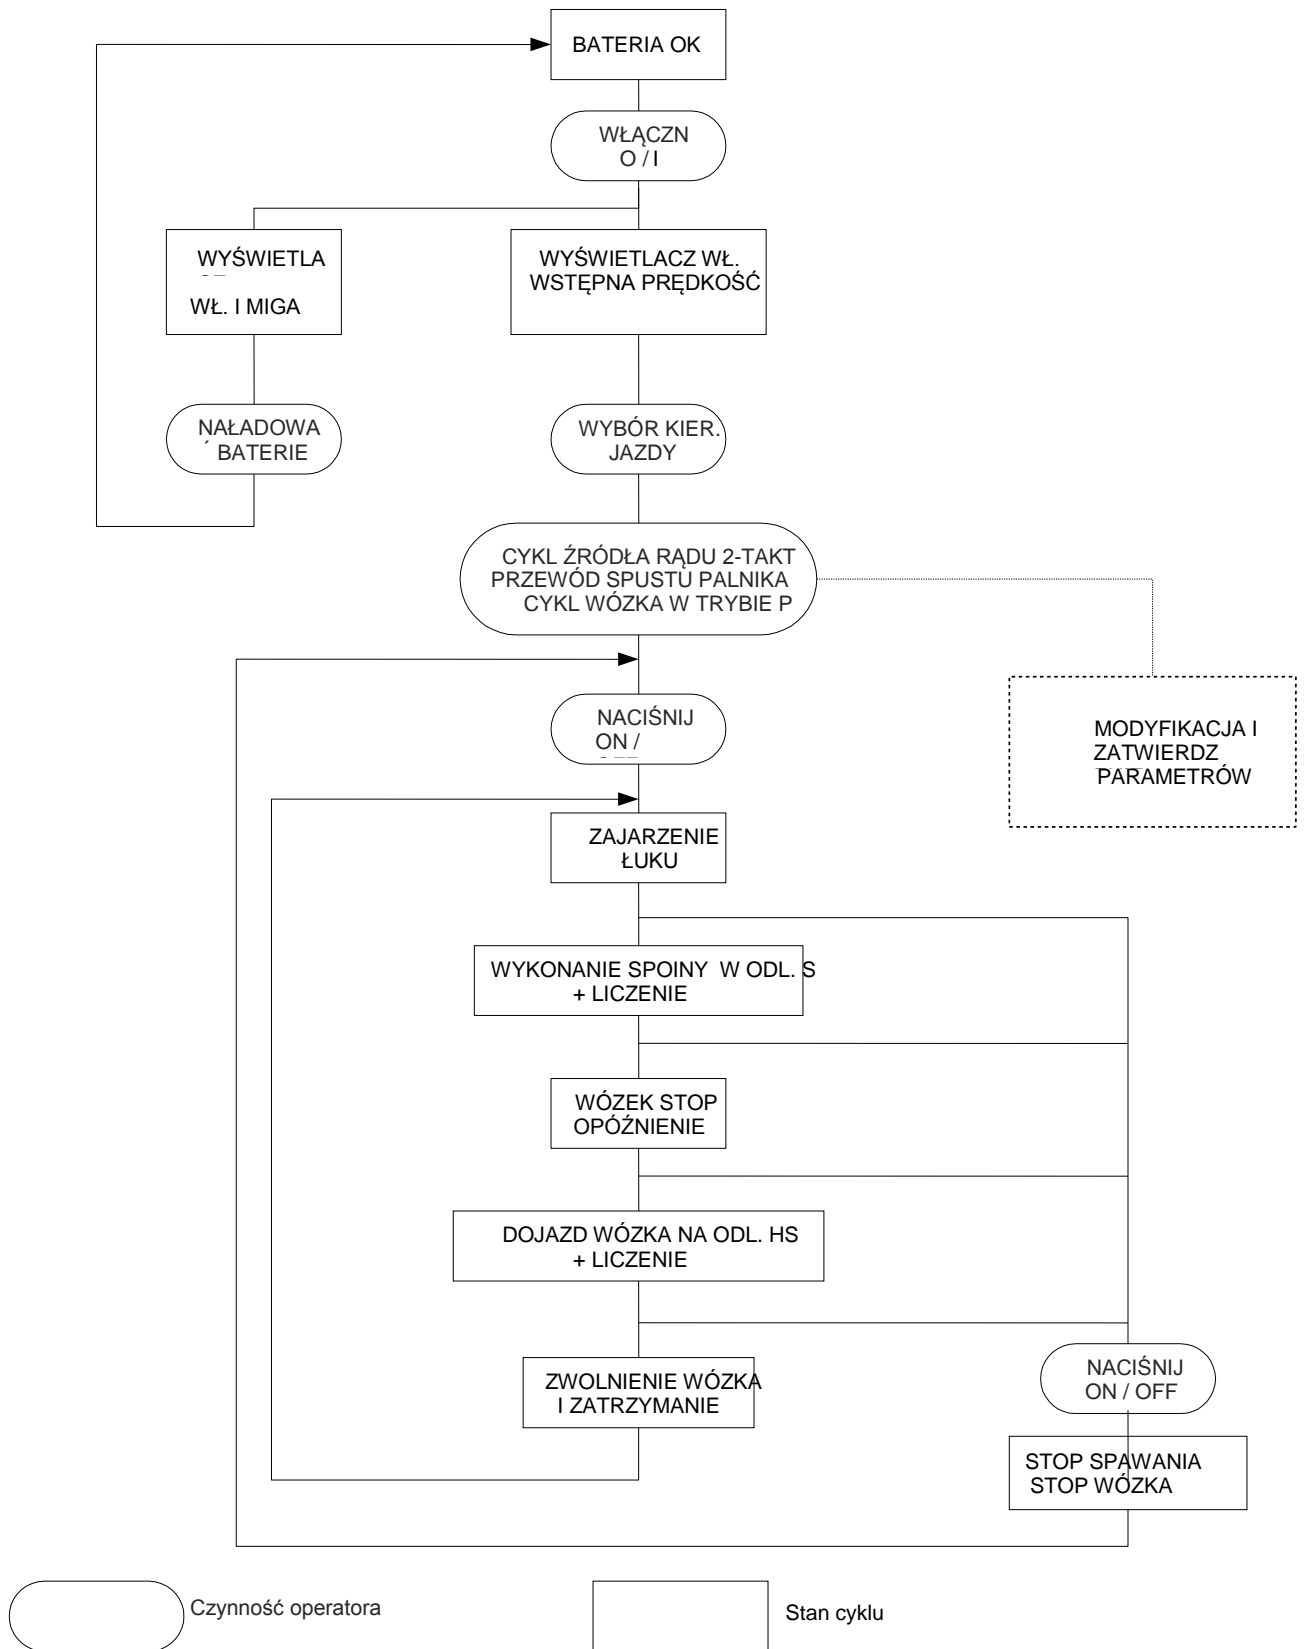 BATERIA OK
WŁĄCZN
O / I
WYŚWIETLA
WŁ. I MIGA
WYŚWIETLACZ WŁ.
WSTĘPNA PRĘDKOŚĆ
NAŁADOWA
BATERIE
WYBÓR KIER.
JAZDY
CYKL ŹRÓDŁA RĄDU 2-TAKT
PRZEWÓD SPUSTU PALNIKA
CYKL WÓZKA W TRYBIE P
NACIŚNIJ
ON /
MODYFIKACJA I
ZATWIERDZ
PARAMETRÓW
ZAJARZENIE
ŁUKU
WYKONANIE SPOINY W ODL. S
+ LICZENIE
WÓZEK STOP
OPÓŹNIENIE
DOJAZD WÓZKA NA ODL. HS
+ LICZENIE
ZWOLNIENIE WÓZKA
I ZATRZYMANIE
NACIŚNIJ
ON / OFF
STOP SPAWANIA
STOP WÓZKA
Czynność operatora
Stan cyklu